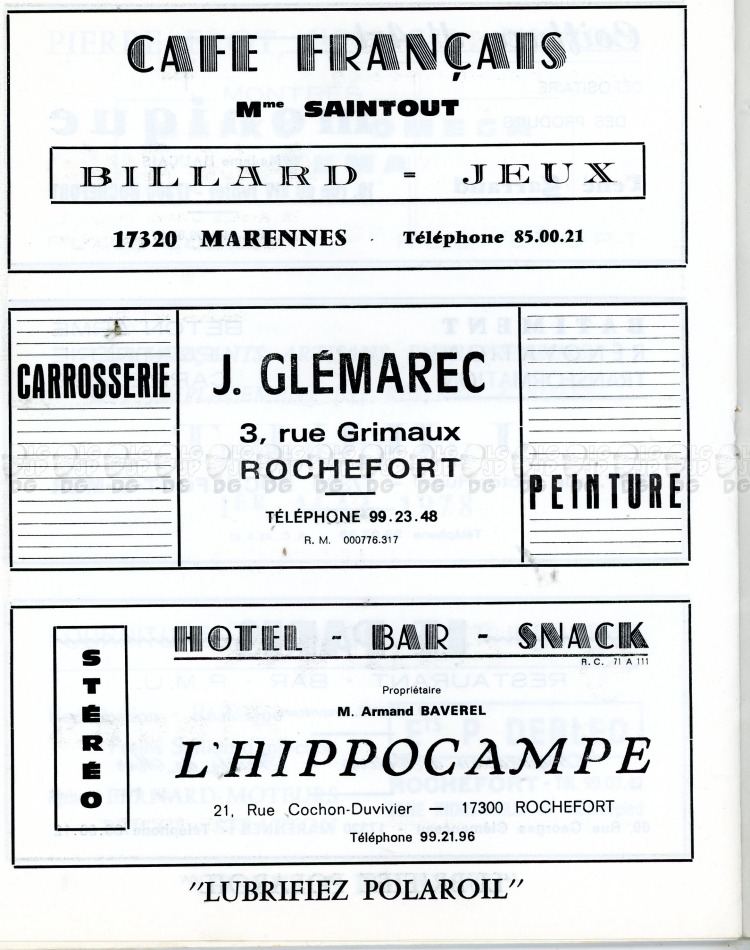 CAFE FRANÇAIS
Mme SAINTOUT
BILLARD - JEUX
17320 MARENNES - Téléphone 85.00.21
CARROSSERIE
J. GLÉMAREC
3, rue Grimaux
ROCHEFORT
TÉLÉPHONE 99.23.48
R. M. 000776.317
PEINTURE
STÉRÉO
HOTEL - BAR - SNACK
R.C. 71 A 111
Propriétaire
M. Armand BAVEREL
L'HIPPOCAMPE
21, Rue Cochon-Duvivier - 17300 ROCHEFORT
Téléphone 99.21.96
"LUBRIFIEZ POLAROIL"